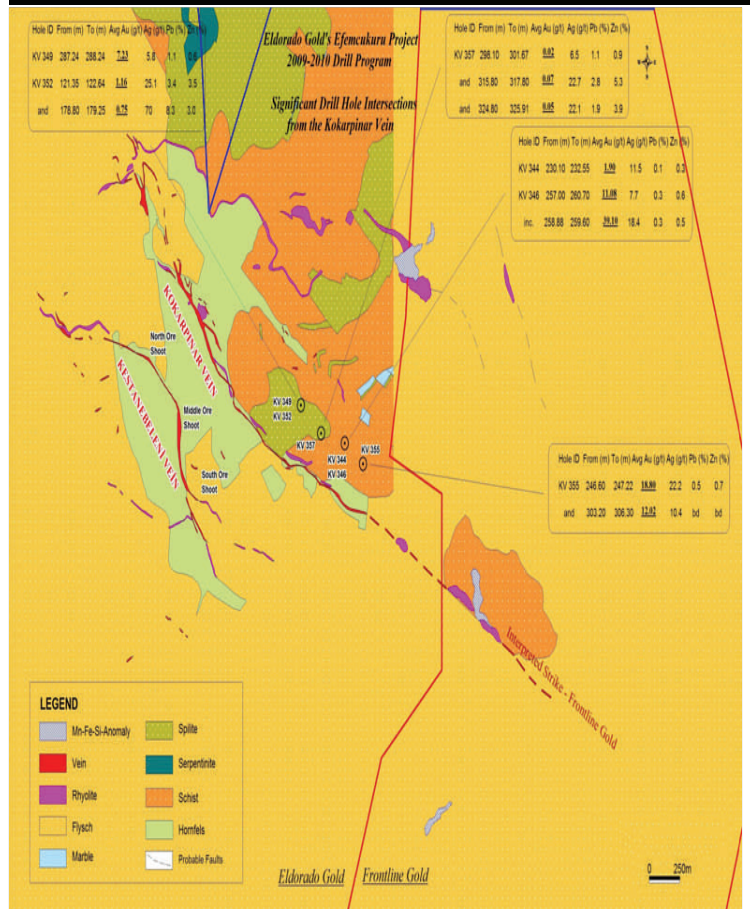 Hole ID From (m) To (m) Avg Au (g/t) Ag (g/t) Pb (%) Zn (%)
KV 349 287.24 288.24 7.23 5.8 1.1 0.6
KV 352 121.35 122.64 1.16 25.1 3.4 3.5
and 178.80 179.25 0.75 70 8.3 3.0
Eldorado Gold's Efemcukuru Project
2009-2010 Drill Program
Significant Drill Hole Intersections
from the Kokarpinar Vein
Hole ID From (m) To (m) Avg Au (g/t) Ag (g/t) Pb (%) Zn (%)
KV 357 298.10 301.67 0.02 6.5 1.1 0.9
and 315.80 317.80 0.07 22.7 2.8 5.3
and 324.80 325.91 0.05 22.1 1.9 3.9
Hole ID From (m) To (m) Avg Au (g/t) Ag (g/t) Pb (%) Zn (%)
KV 344 230.10 232.55 1.90 11.5 0.1 0.3
KV 346 257.00 260.70 11.08 7.7 0.3 0.6
inc. 258.88 259.60 39.10 18.4 0.3 0.5
KOKARPINAR VEIN
North Ore
Shoot
KESTANEBELENI VEIN
Middle Ore
Shoot
South Ore
Shoot
KV 349
KV 352
KV 357
KV 344
KV 346
KV 355
Hole ID From (m) To (m) Avg Au (g/t) Ag (g/t) Pb (%) Zn (%)
KV 355 246.60 247.22 18.80 22.2 0.5 0.7
and 303.20 306.30 12.02 10.4 bd bd
Interpreted Strike - Frontline Gold
LEGEND
Mn-Fe-Si-Anomaly
Vein
Rhyolite
Flysch
Marble
Spilite
Serpentinite
Schist
Hornfels
Probable Faults
Eldorado Gold
Frontline Gold
0 250m